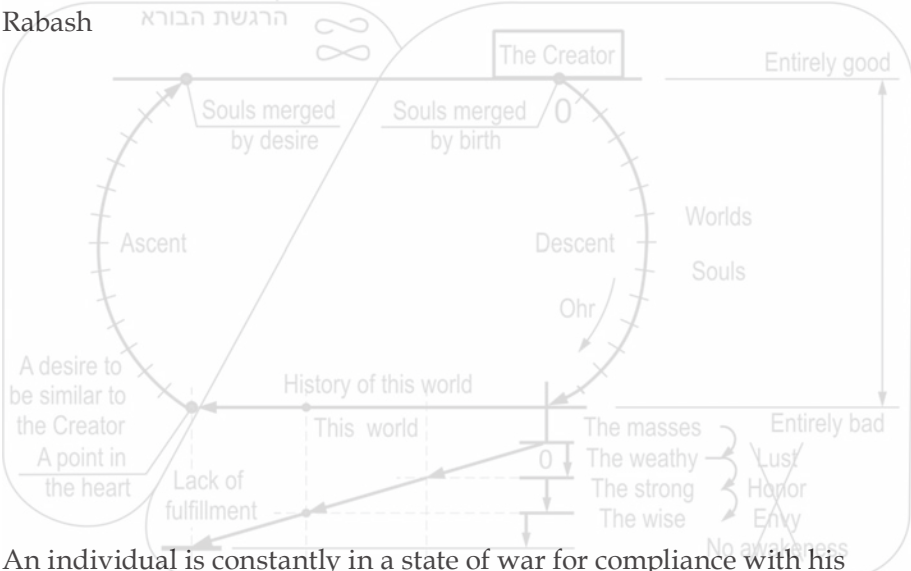 Rabash
הרגשת הבורא
The Creator
Entirely good
Souls merged
by desire
Souls merged
by birth
0
Ascent
Descent
Worlds
Souls
Ohr
A desire to
be similar to
the Creator
A point in
the heart
History of this world
This world
Lack of
fulfillment
0
Entirely bad
The masses
The weathy
The strong
The wise
Lust
Honor
Envy
No awakeness
An individual is constantly in a state of war for compliance with his